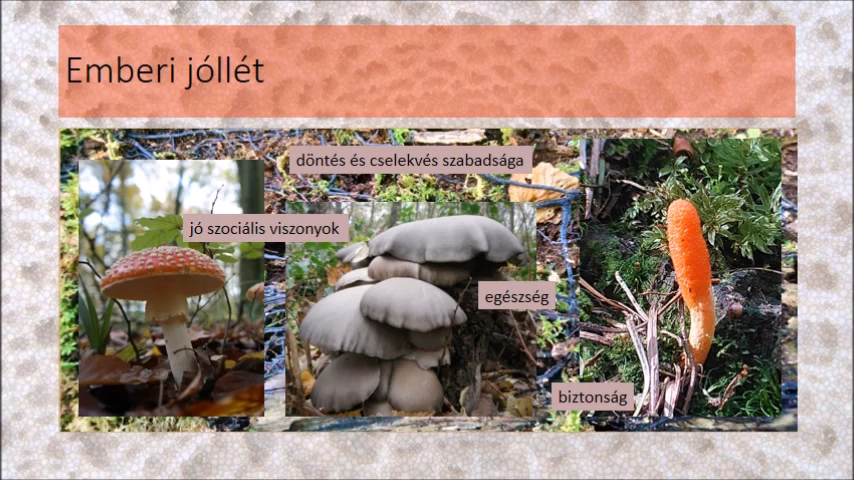 Emberi jóllét
döntés és cselekvés szabadsága
jó szociális viszonyok
egészség
biztonság